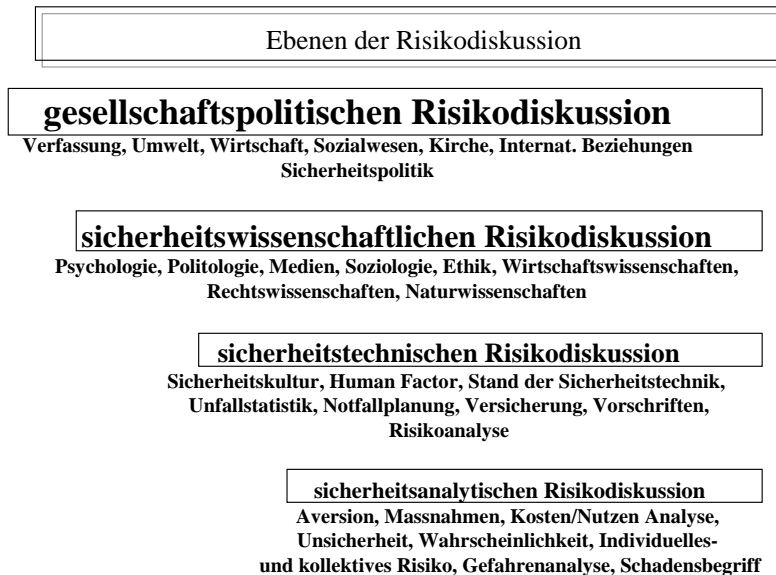 Ebenen der Risikodiskussion
gesellschaftspolitischen Risikodiskussion
Verfassung, Umwelt, Wirtschaft, Sozialwesen, Kirche, Internat. Beziehungen
Sicherheitspolitik
sicherheitswissenschaftlichen Risikodiskussion
Psychologie, Politologie, Medien, Soziologie, Ethik, Wirtschaftswissenschaften,
Rechtswissenschaften, Naturwissenschaften
sicherheitstechnischen Risikodiskussion
Sicherheitskultur, Human Factor, Stand der Sicherheitstechnik,
Unfallstatistik, Notfallplanung, Versicherung, Vorschriften,
Risikoanalyse
sicherheitsanalytischen Risikodiskussion
Aversion, Massnahmen, Kosten/Nutzen Analyse,
Unsicherheit, Wahrscheinlichkeit, Individuelles-
und kollektives Risiko, Gefahrenanalyse, Schadensbegriff